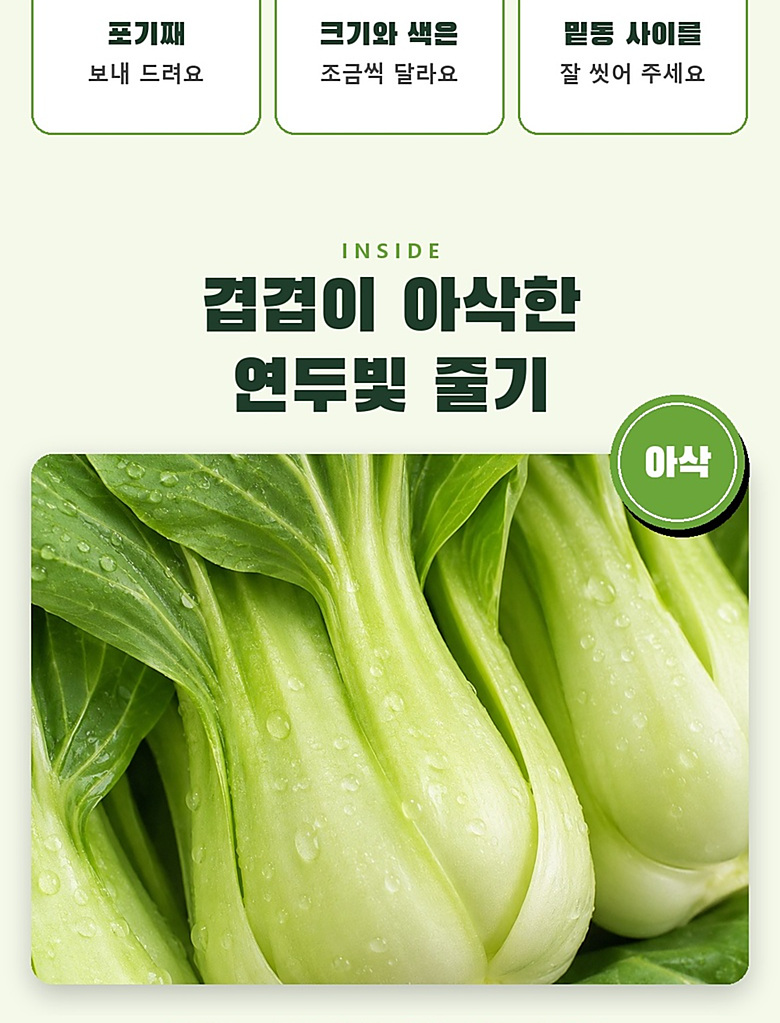 포기째
보내 드려요
크기와 색은
조금씩 달라요
밑동 사이를
잘 씻어 주세요
INSIDE
겹겹이 아삭한
연두빛 줄기
아삭